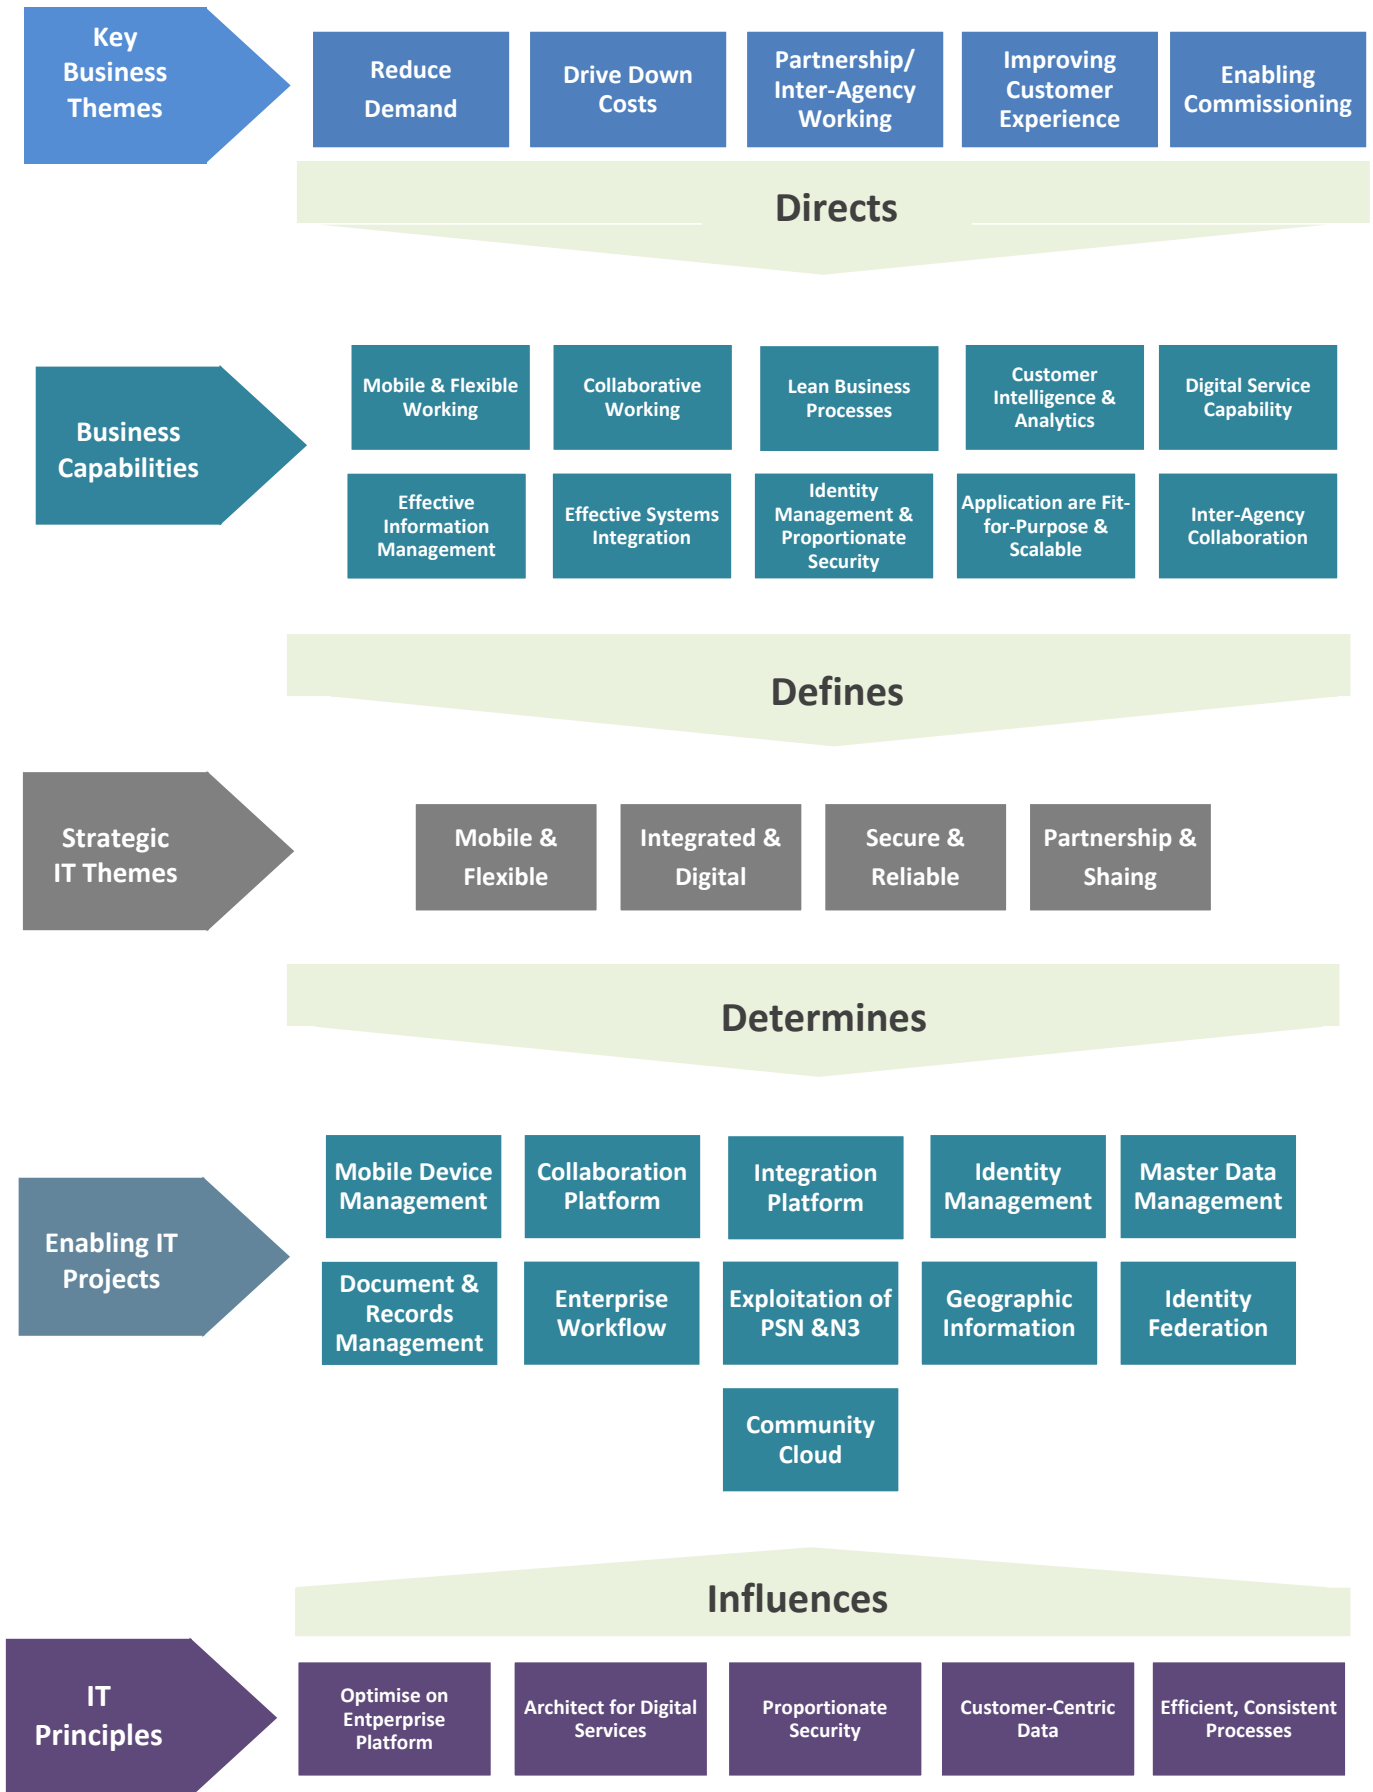 Key
Business
Themes
Reduce
Demand
Drive Down
Costs
Partnership/
Inter-Agency
Working
Improving
Customer
Experience
Enabling
Commissioning
Directs
Business
Capabilities
Mobile & Flexible
Working
Collaborative
Working
Lean Business
Processes
Customer
Intelligence &
Analytics
Digital Service
Capability
Effective
Information
Management
Effective Systems
Integration
Identity
Management &
Proportionate
Security
Application are Fit-
for-Purpose &
Scalable
Inter-Agency
Collaboration
Defines
Strategic
IT Themes
Mobile &
Flexible
Integrated &
Digital
Secure &
Reliable
Partnership &
Shaing
Determines
Enabling IT
Projects
Mobile Device
Management
Collaboration
Platform
Integration
Platform
Identity
Management
Master Data
Management
Document &
Records
Management
Enterprise
Workflow
Exploitation of
PSN &N3
Geographic
Information
Identity
Federation
Community
Cloud
Influences
IT
Principles
Optimise on
Entperprise
Platform
Architect for Digital
Services
Proportionate
Security
Customer-Centric
Data
Efficient, Consistent
Processes